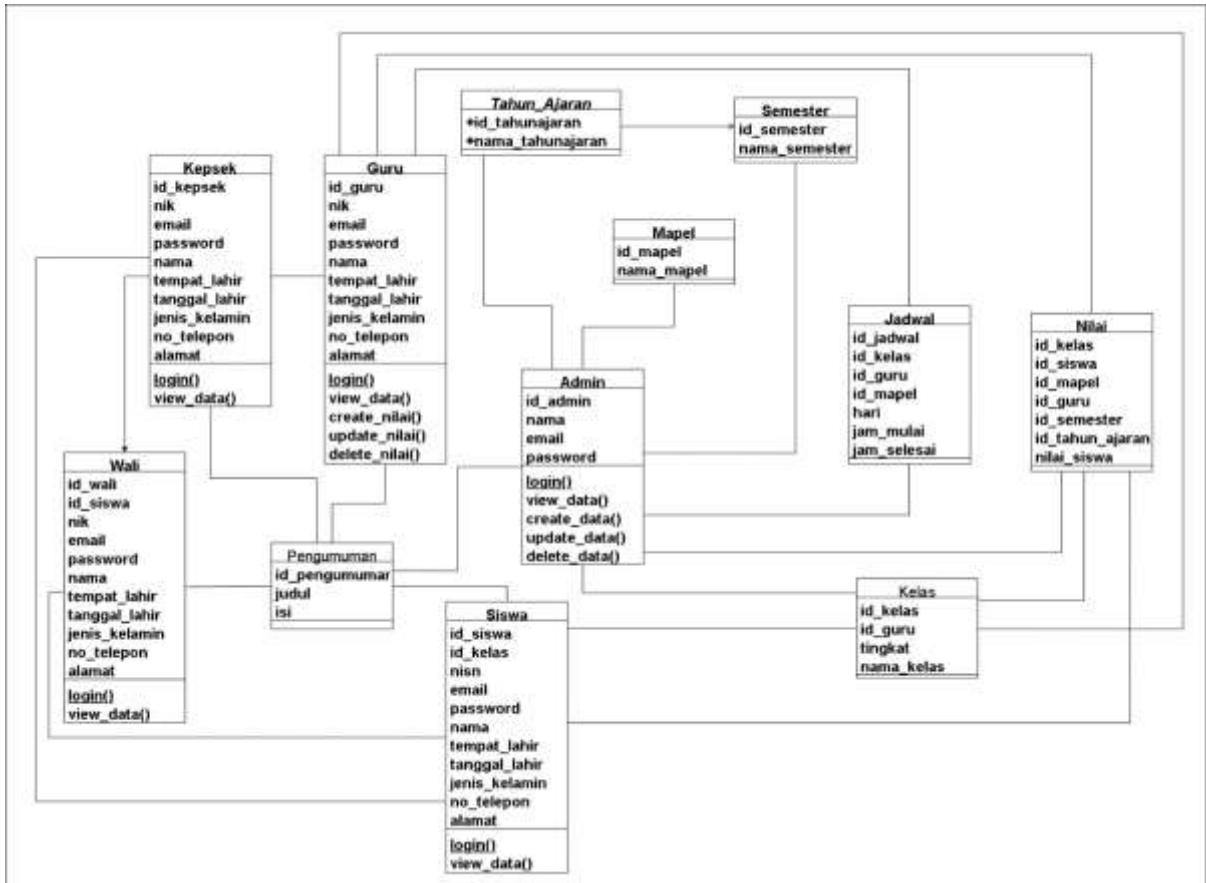 Tahun_Ajaran
+id_tahunajaran
+nama_tahunajaran
Semester
id_semester
nama_semester
Kepsek
id_kepsek
nik
email
password
nama
tempat_lahir
tanggal_lahir
jenis_kelamin
no_telepon
alamat
login()
view_data()
Guru
id_guru
nik
email
password
nama
tempat_lahir
tanggal_lahir
jenis_kelamin
no_telepon
alamat
login()
view_data()
create_nilai()
update_nilai()
delete_nilai()
Mapel
id_mapel
nama_mapel
Jadwal
id_jadwal
id_kelas
id_guru
id_mapel
hari
jam_mulai
jam_selesai
Nilai
id_kelas
id_siswa
id_mapel
id_guru
id_semester
id_tahun_ajaran
nilai_siswa
Admin
id_admin
nama
email
password
login()
view_data()
create_data()
update_data()
delete_data()
Wali
id_wali
id_siswa
nik
email
password
nama
tempat_lahir
tanggal_lahir
jenis_kelamin
no_telepon
alamat
login()
view_data()
Pengumuman
id_pengumumar
judul
isi
Kelas
id_kelas
id_guru
tingkat
nama_kelas
Siswa
id_siswa
id_kelas
nisn
email
password
nama
tempat_lahir
tanggal_lahir
jenis_kelamin
no_telepon
alamat
login()
view_data()